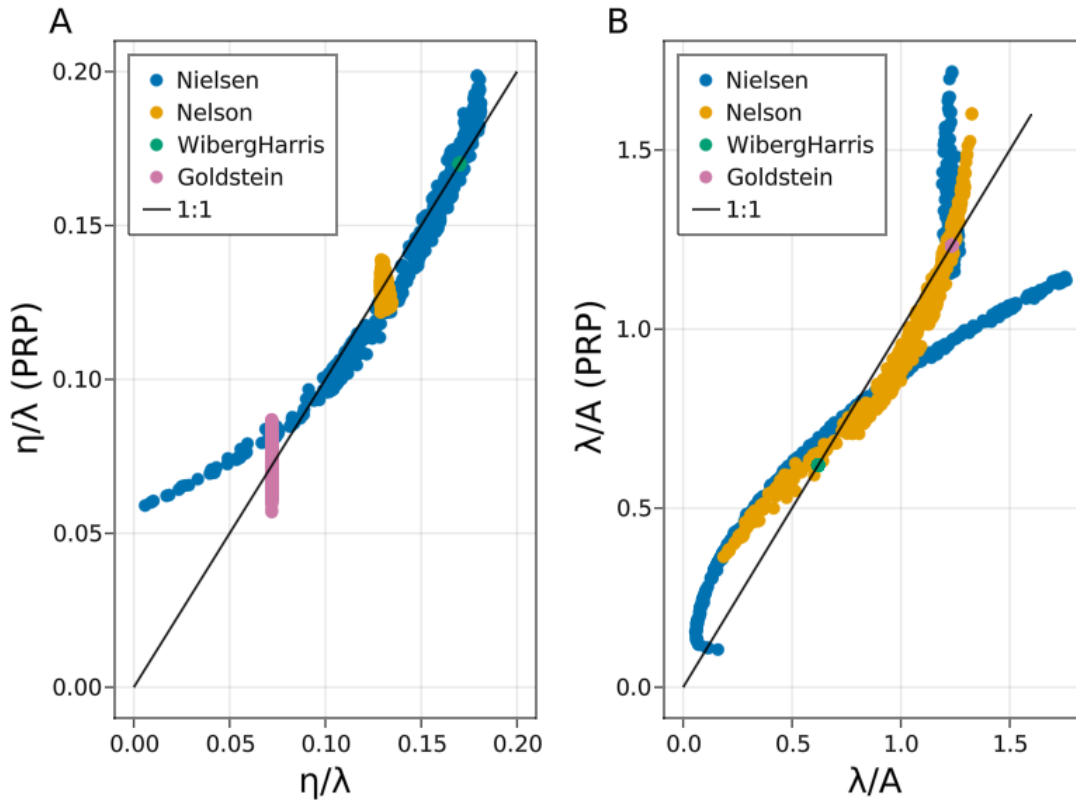 A
η/λ (PRP)
0.20
0.15
0.10
0.05
0.00
Nielsen
Nelson
WibergHarris
Goldstein
1:1
0.00
0.05
0.10
0.15
0.20
η/λ
B
λ/A (PRP)
1.5
1.0
0.5
0.0
Nielsen
Nelson
WibergHarris
Goldstein
1:1
0.0
0.5
1.0
1.5
λ/A